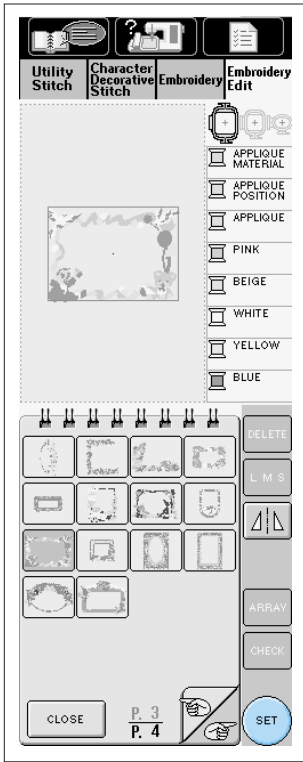 ?
Utility
Stitch
Character
Decorative
Stitch
Embroidery
Embroidery
Edit
APPLIQUE
MATERIAL
APPLIQUE
POSITION
APPLIQUE
PINK
BEIGE
WHITE
YELLOW
BLUE
DELETE
L M S
ARRAY
CHECK
CLOSE
P. 3
P. 4
SET